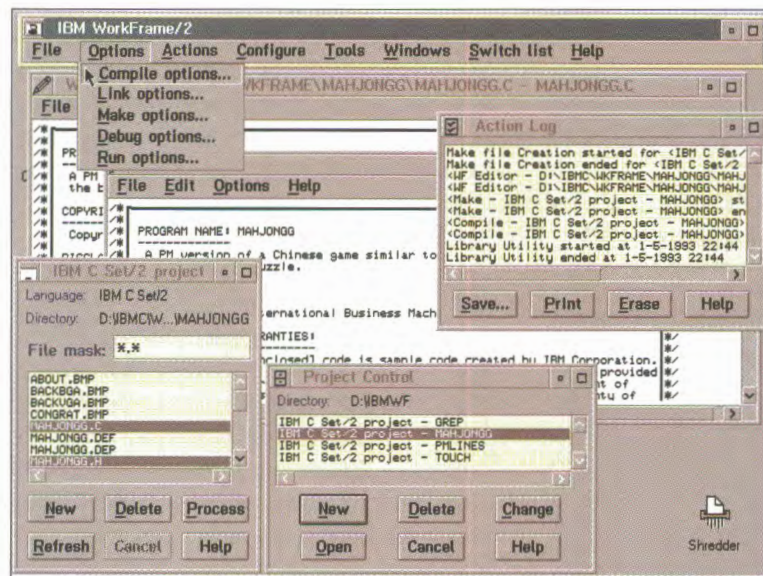 IBM WorkFrame/2
File Options Actions Configure Tools Windows Switch list Help
Compile options...
Link options...
Make options...
Debug options...
Run options...
WKFRAME\MAHJONGG\MAHJONGG.C - MAHJONGG.C
File
A PM
the b
COPYRI
Copyr
File Edit Options Help
PROGRAM NAME: MAHJONGG
A PM version of a Chinese game similar to
uzzle.
ernational Business Mach
RANTIES:
nclosed] code is sample code created by IBM Corporation.
provided
Action Log
Make file Creation started for <IBM C Set/
Make file Creation ended for <IBM C Set/2
<WF Editor - D:\IBMC\WKFRAME\MAHJONGG\MAHJ
<WF Editor - D:\IBMC\WKFRAME\MAHJONGG\MAHJ
<Make - IBM C Set/2 project - MAHJONGG> st
<Make - IBM C Set/2 project - MAHJONGG> en
<Compile - IBM C Set/2 project - MAHJONGG>
<Compile - IBM C Set/2 project - MAHJONGG>
Library Utility started at 1-5-1993 22:44
Library Utility ended at 1-5-1993 22:44
Save... Print Erase Help
IBM C Set/2 project
Language: IBM C Set/2
Directory: D:\IBMC\W...\MAHJONGG
File mask: *.*
ABOUT.BMP
BACKBGA.BMP
BACKVGA.BMP
CONGRAT.BMP
MAHJONGG.C
MAHJONGG.DEF
MAHJONGG.DEP
MAHJONGG.H
New Delete Process
Refresh Cancel Help
Project Control
Directory: D:\IBMWF
IBM C Set/2 project - GREP
IBM C Set/2 project - MAHJONGG
IBM C Set/2 project - PMLINES
IBM C Set/2 project - TOUCH
New Delete Change
Open Cancel Help
Shredder